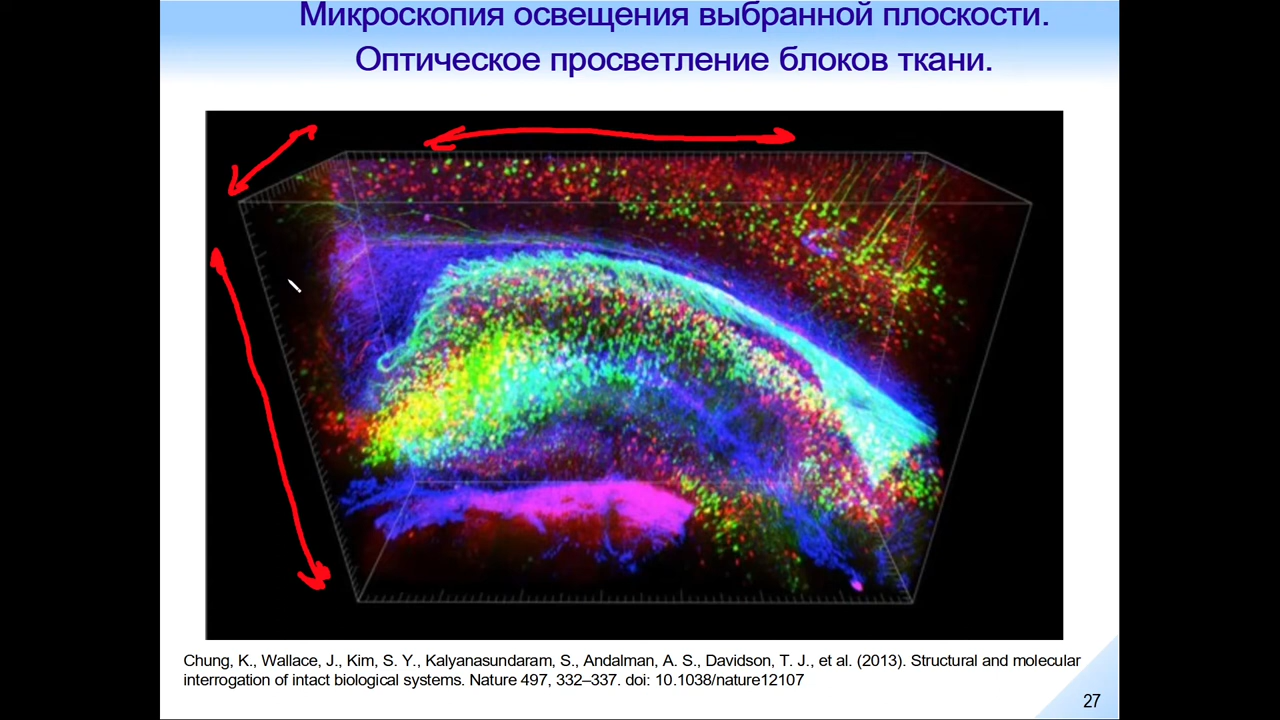 Микроскопия освещения выбранной плоскости.
Оптическое просветление блоков ткани.
Chung, K., Wallace, J., Kim, S. Y., Kalyanasundaram, S., Andalman, A. S., Davidson, T. J., et al. (2013). Structural and molecular
interrogation of intact biological systems. Nature 497, 332–337. doi: 10.1038/nature12107
27